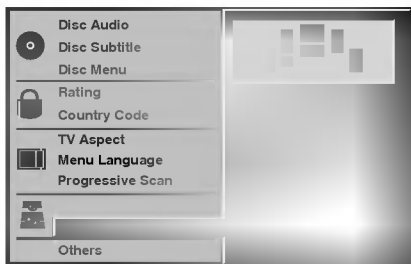 Disc Audio
Disc Subtitle
Disc Menu
Rating
Country Code
TV Aspect
Menu Language
Progressive Scan
Others